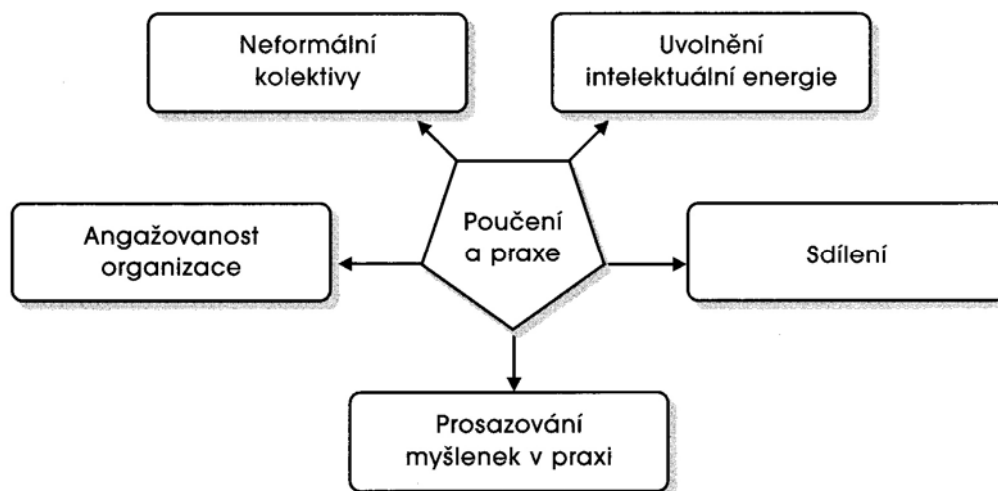 Neformální
kolektivy
Uvolnění
intelektuální energie
Angažovanost
organizace
Poučení
a praxe
Sdílení
Prosazování
myšlenek v praxi